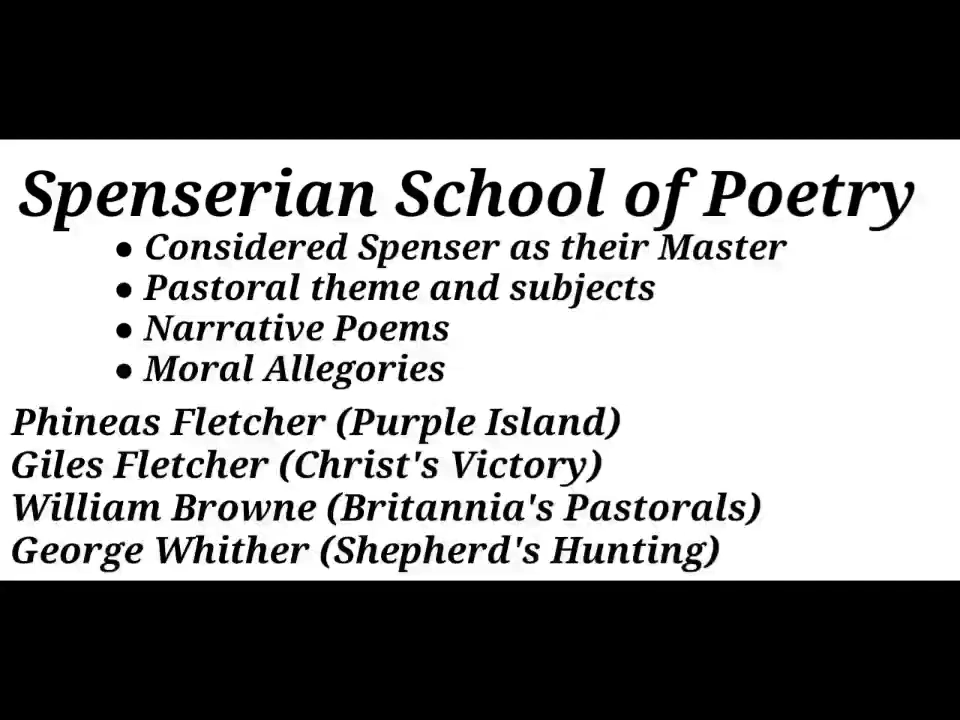 Spenserian School of Poetry
• Considered Spenser as their Master
• Pastoral theme and subjects
• Narrative Poems
• Moral Allegories
Phineas Fletcher (Purple Island)
Giles Fletcher (Christ's Victory)
William Browne (Britannia's Pastorals)
George Whither (Shepherd's Hunting)